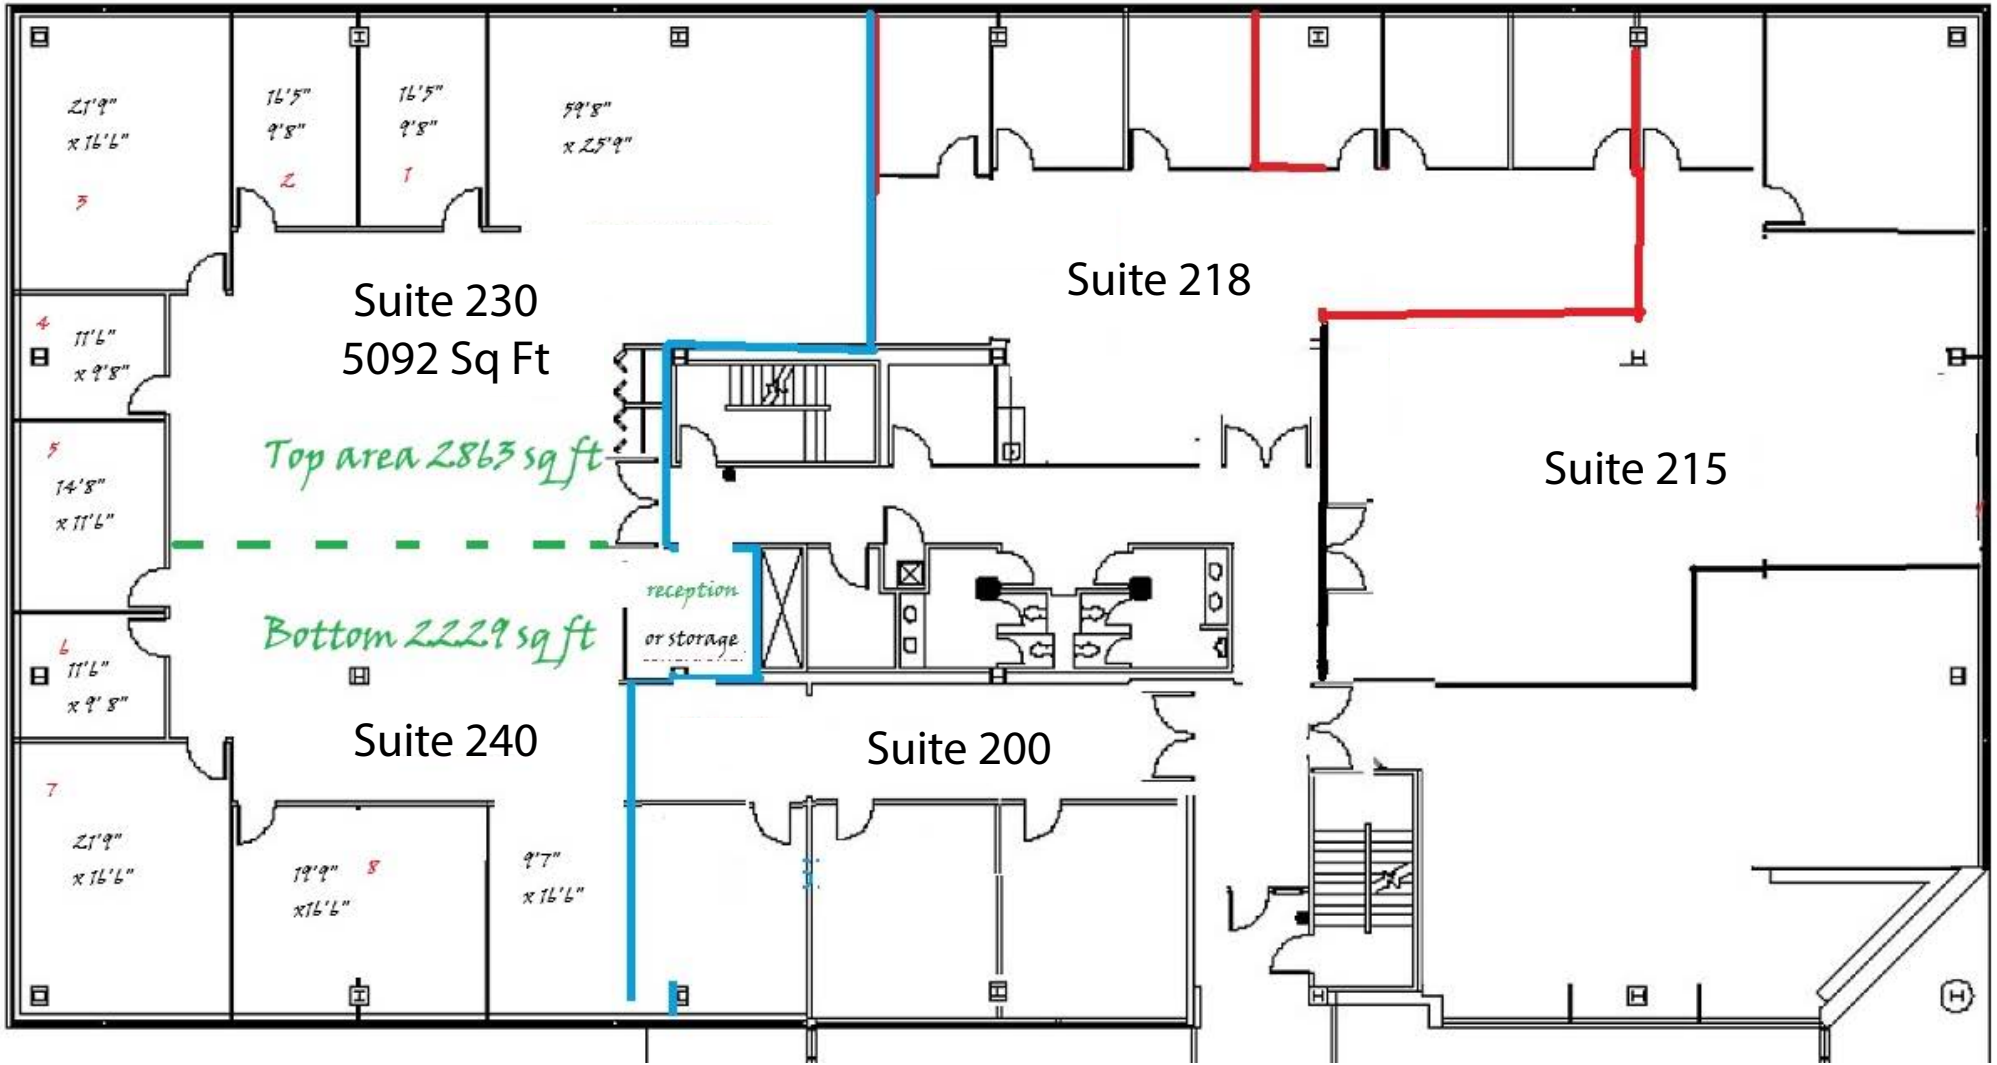 21'9"
x 16'6"
3
16'5"
9'8"
2
16'5"
9'8"
1
59'8"
x 25'9"
Suite 230
5092 Sq Ft
Suite 218
4
11'6"
x 9'8"
Top area 2863 sq ft
Suite 215
5
14'8"
x 11'6"
reception
or storage
Bottom 2229 sq ft
6
11'6"
x 9' 8"
Suite 240
Suite 200
7
21'9"
x 16'6"
19'9"
x16'6"
8
9'7"
x 16'6"